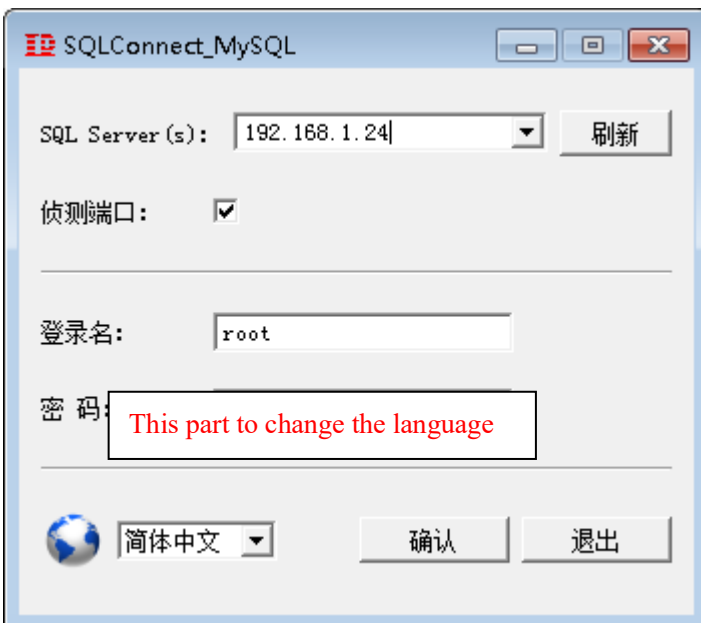 ID SQLConnect_MySQL
SQL Server(s): 192.168.1.24 刷新
侦测端口:
登录名: root
密 码:
This part to change the language
简体中文 确认 退出